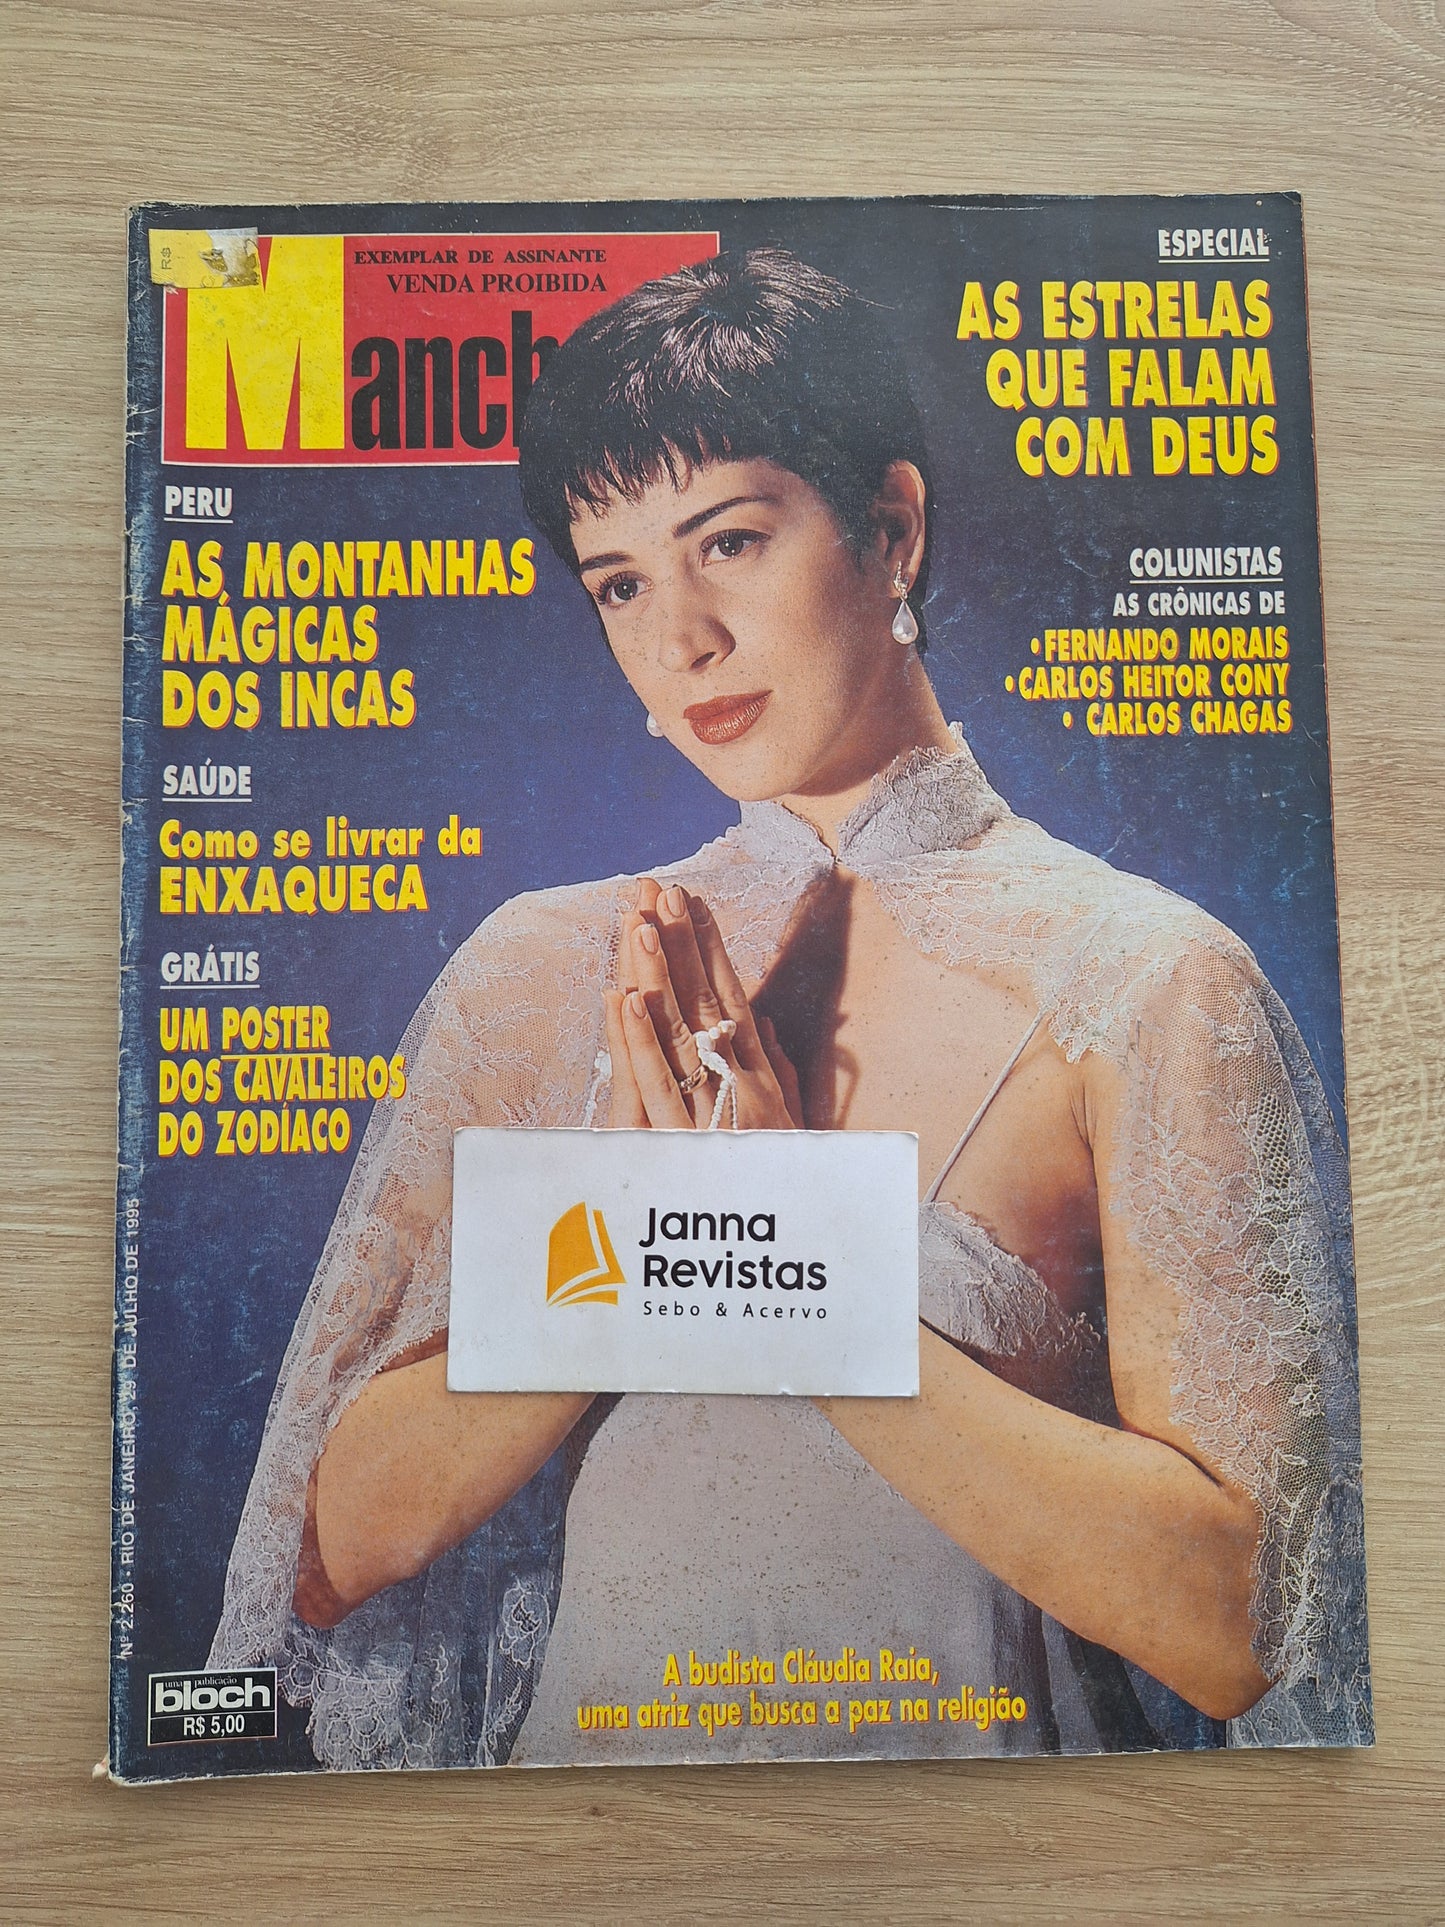 R$
EXEMPLAR DE ASSINANTE
VENDA PROIBIDA
Manch
ESPECIAL
AS ESTRELAS
QUE FALAM
COM DEUS
PERU
AS MONTANHAS
MÁGICAS
DOS INCAS
COLUNISTAS
AS CRÔNICAS DE
•FERNANDO MORAIS
•CARLOS HEITOR CONY
• CARLOS CHAGAS
SAÚDE
Como se livrar da
ENXAQUECA
GRÁTIS
UM POSTER
DOS CAVALEIROS
DO ZODÍACO
Janna
Revistas
Sebo & Acervo
Nº 2.260 • RIO DE JANEIRO, 29 DE JULHO DE 1995
A budista Cláudia Raia,
uma atriz que busca a paz na religião
uma publicação
bloch
R$ 5,00